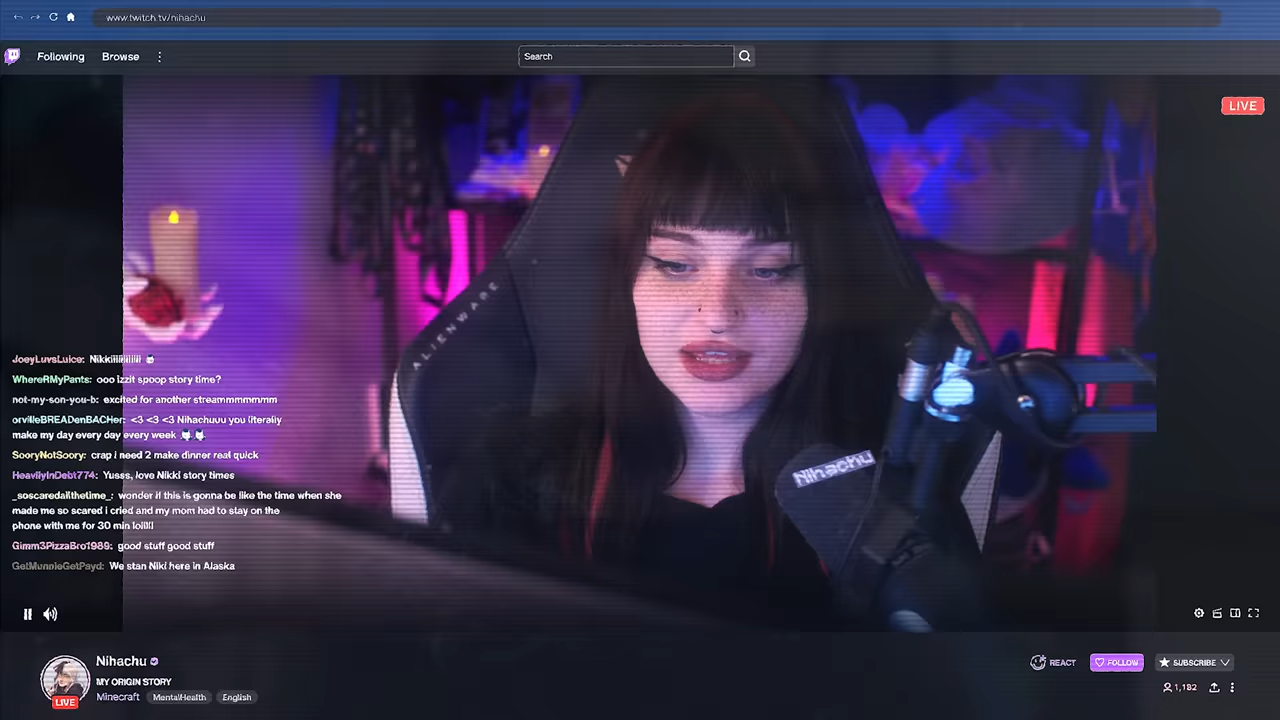 www.twitch.tv/nihachu
Following Browse
Search
LIVE
ALIENWARE
Nihachu
JoeyLuvsLuice: Nikkiiiiiiiiiiii
WhereRMyPants: ooo izzit spoop story time?
not-my-son-you-b: excited for another streammmmmmm
orvilleBREADenBACHer: <3 <3 <3 Nihachuuu you literally
make my day every day every week
SooryNotSoory: crap i need 2 make dinner real quick
HeavilyInDebt774: Yusss, love Nikki story times
_soscaredallthetime_: wonder if this is gonna be like the time when she
made me so scared i cried and my mom had to stay on the
phone with me for 30 min lolllll
Gimm3PizzaBro1989: good stuff good stuff
GetMunnieGetPayd: We stan Niki here in Alaska
Nihachu
MY ORIGIN STORY
Minecraft MentalHealth English
LIVE
REACT FOLLOW SUBSCRIBE
1,182